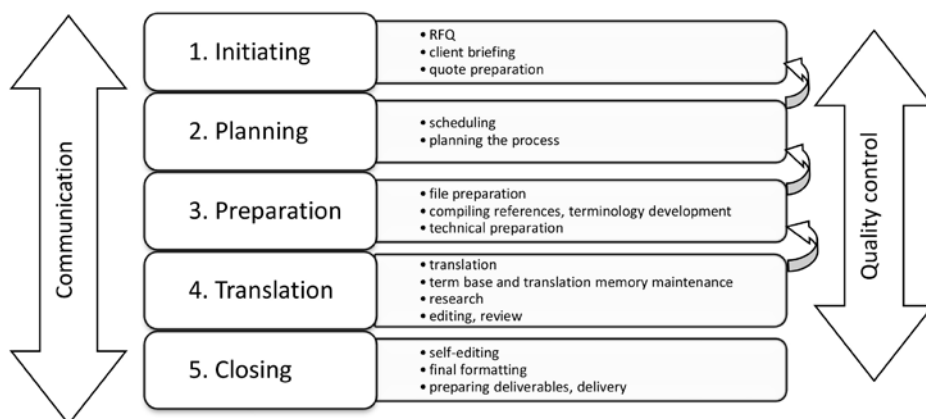 Communication
1. Initiating
• RFQ
• client briefing
• quote preparation
2. Planning
• scheduling
• planning the process
3. Preparation
• file preparation
• compiling references, terminology development
• technical preparation
4. Translation
• translation
• term base and translation memory maintenance
• research
• editing, review
5. Closing
• self-editing
• final formatting
• preparing deliverables, delivery
Quality control